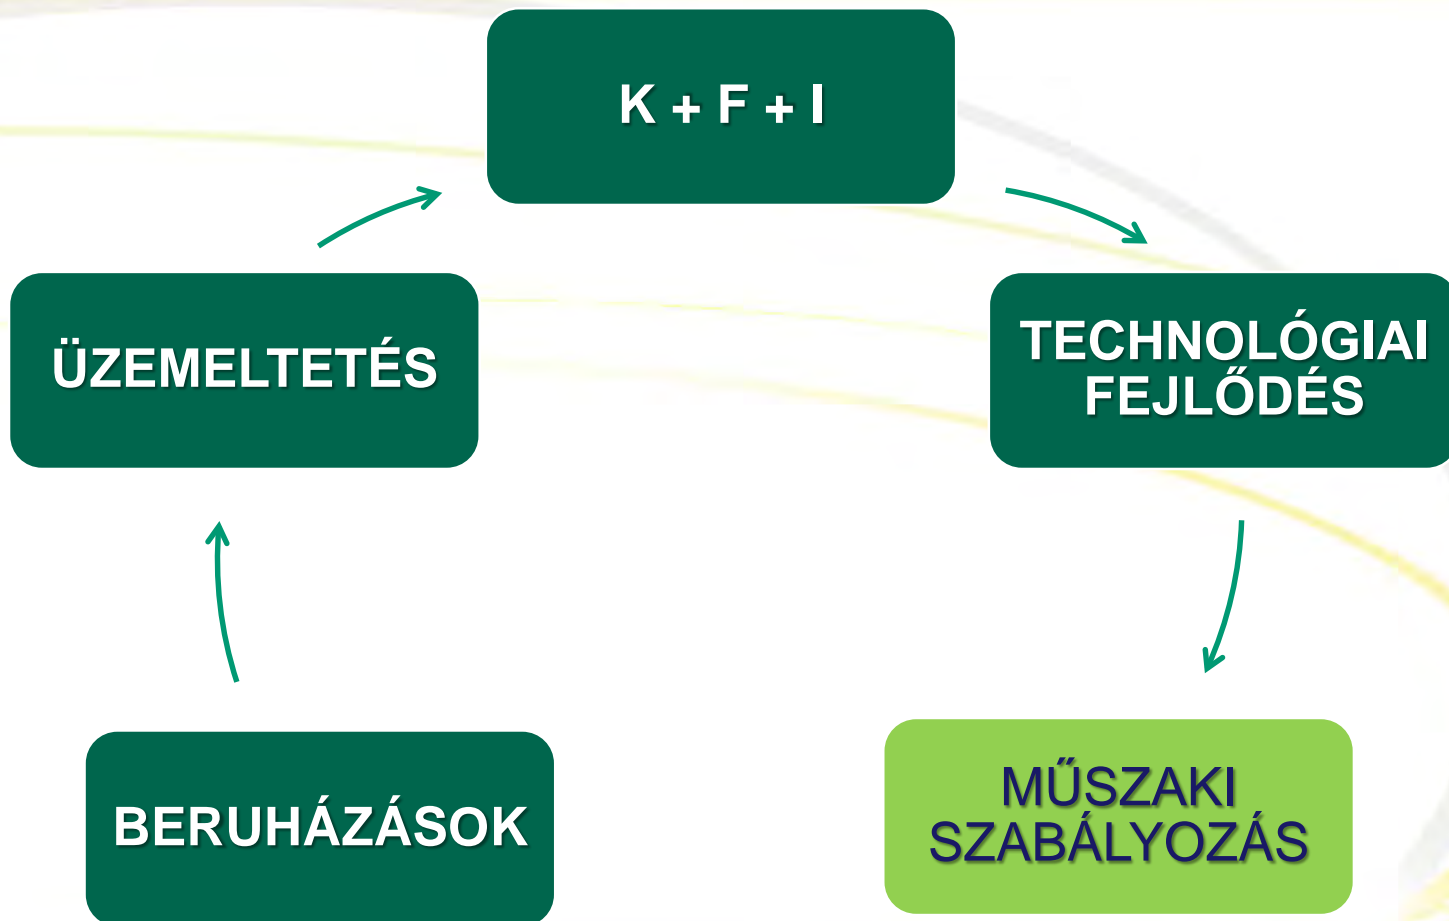 K + F + I
ÜZEMELTETÉS
TECHNOLÓGIAI
FEJLŐDÉS
BERUHÁZÁSOK
MŰSZAKI
SZABÁLYOZÁS